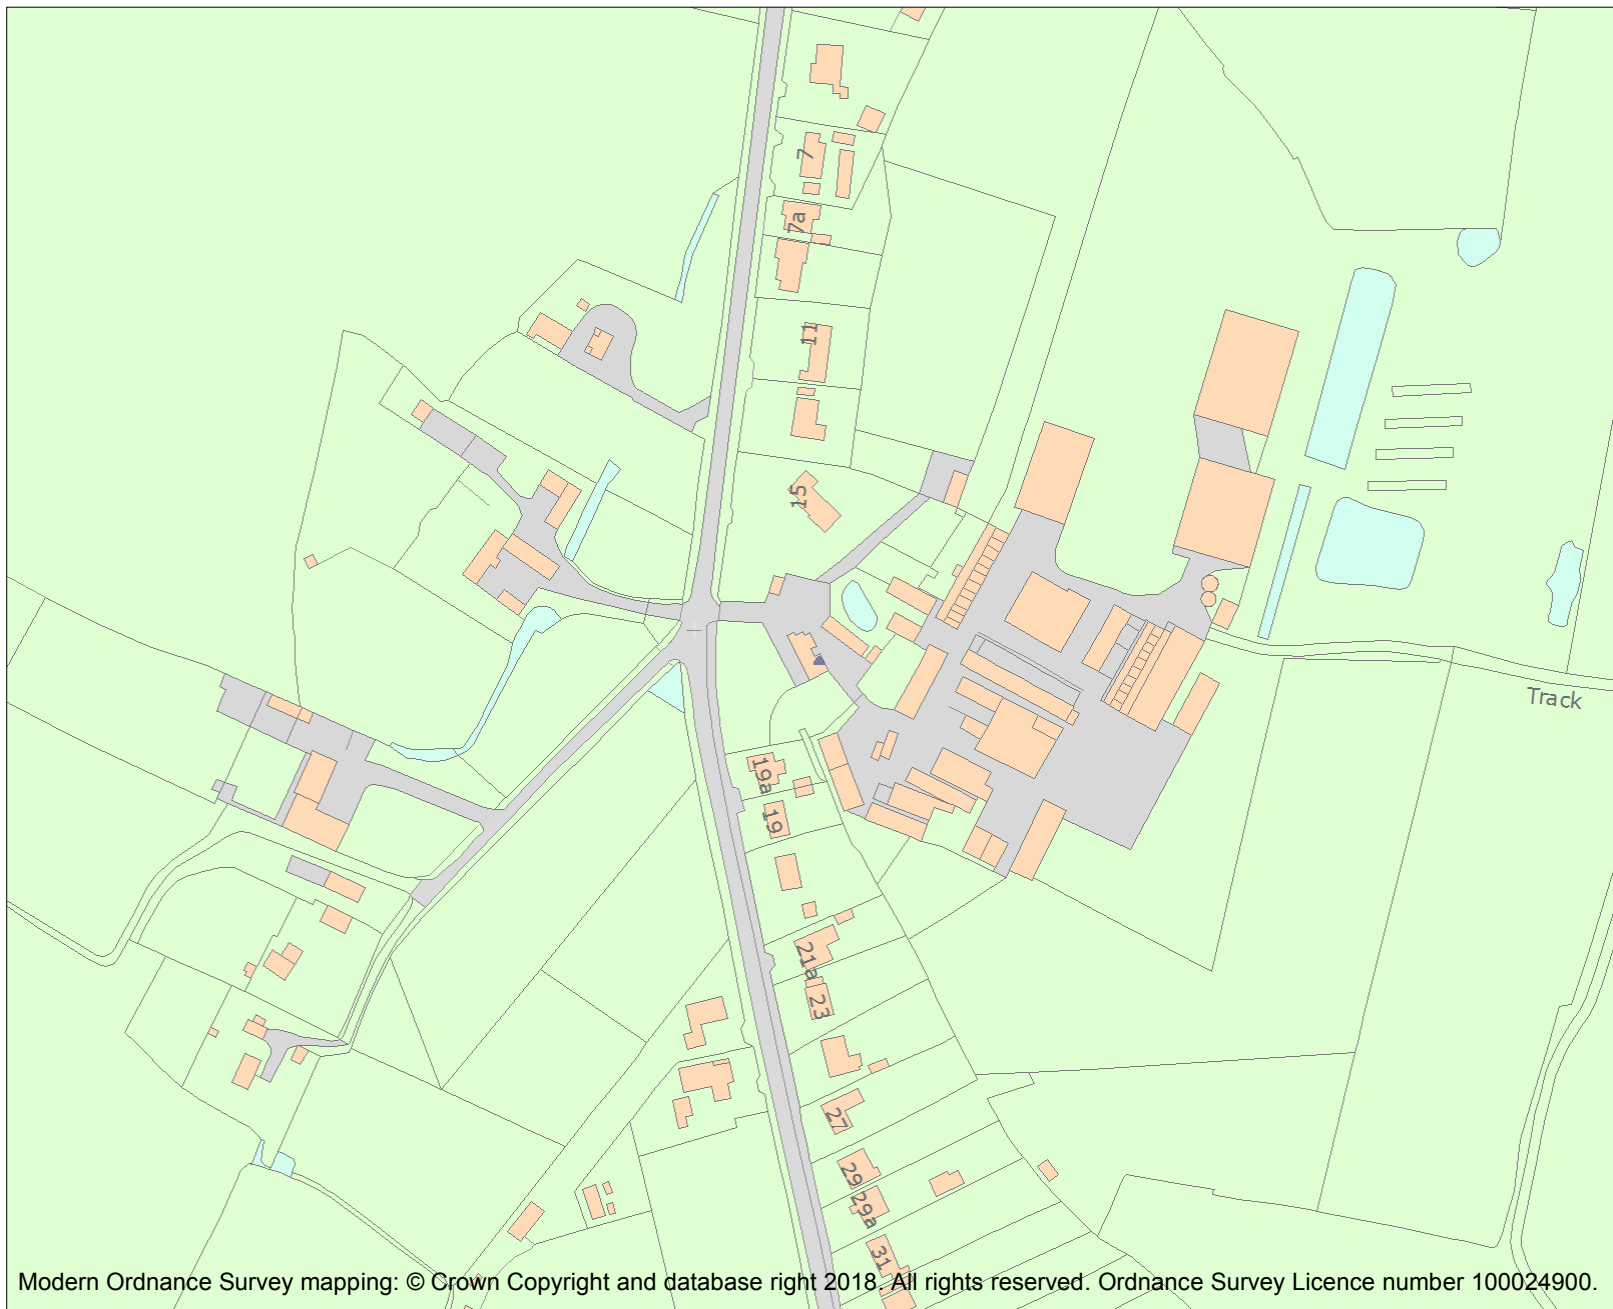 7
7a
11
15
Track
19a
19
21a
23
27
29
29a
31
Modern Ordnance Survey mapping: © Crown Copyright and database right 2018. All rights reserved. Ordnance Survey Licence number 100024900.